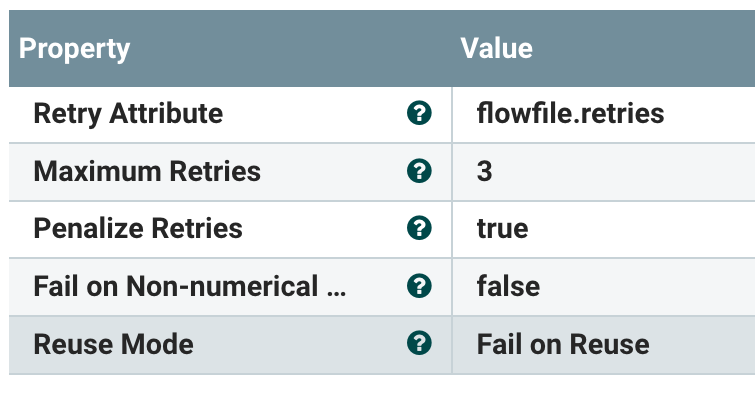 Property Value
Retry Attribute flowfile.retries
Maximum Retries 3
Penalize Retries true
Fail on Non-numerical ... false
Reuse Mode Fail on Reuse